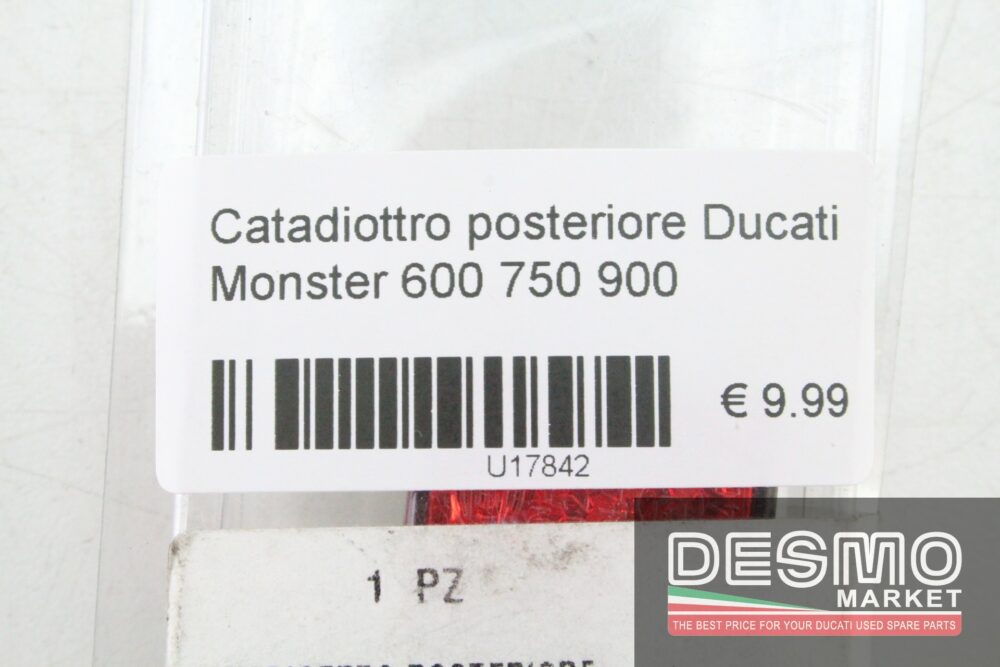 Catadiottro posteriore Ducati
Monster 600 750 900
€ 9.99
U17842
1 PZ
DESMO
MARKET
THE BEST PRICE FOR YOUR DUCATI USED SPARE PARTS